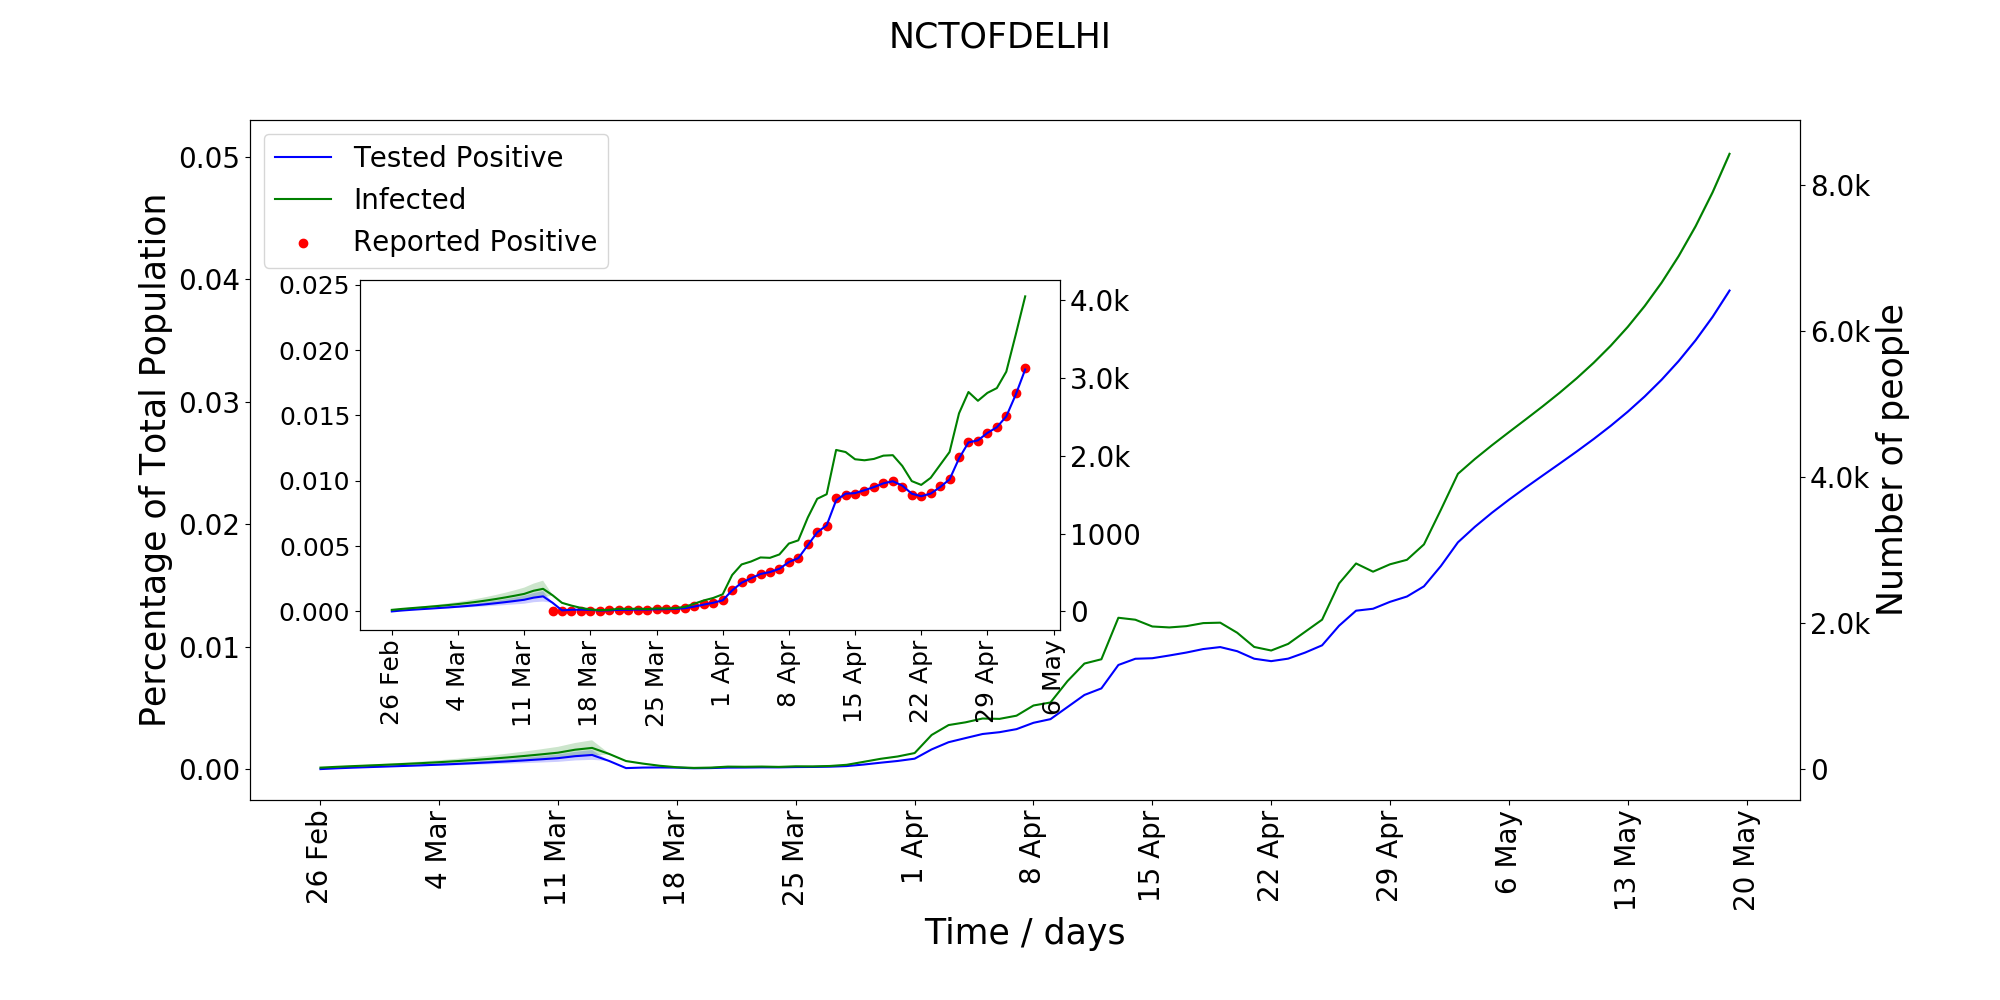 NCTOFDELHI
Tested Positive
Infected
Reported Positive
Percentage of Total Population
0.05
0.04
0.03
0.02
0.01
0.00
8.0k
6.0k
4.0k
2.0k
0
Number of people
0.025
0.020
0.015
0.010
0.005
0.000
4.0k
3.0k
2.0k
1000
0
26 Feb
4 Mar
11 Mar
18 Mar
25 Mar
1 Apr
8 Apr
15 Apr
22 Apr
29 Apr
6 May
26 Feb
4 Mar
11 Mar
18 Mar
25 Mar
1 Apr
8 Apr
15 Apr
22 Apr
29 Apr
6 May
13 May
20 May
Time / days